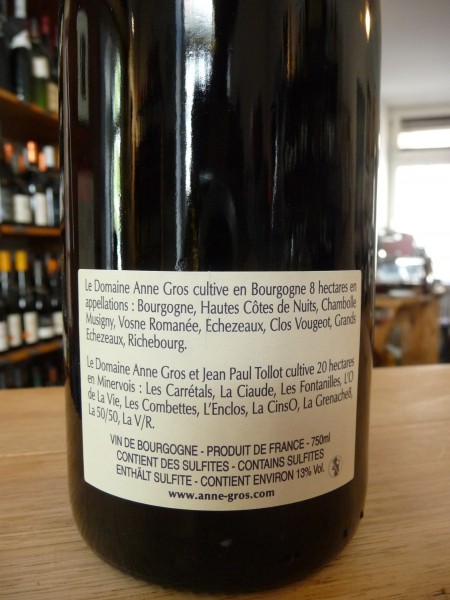 Le Domaine Anne Gros cultive en Bourgogne 8 hectares en
appellations : Bourgogne, Hautes Côtes de Nuits, Chambolle
Musigny, Vosne Romanée, Echezeaux, Clos Vougeot, Grands
Echezeaux, Richebourg.
Le Domaine Anne Gros et Jean Paul Tollot cultive 20 hectares
en Minervois : Les Carrétals, La Ciaude, Les Fontanilles, L'O
de La Vie, Les Combettes, L'Enclos, La CinsO, La Grenache8,
La 50/50, La V/R.
VIN DE BOURGOGNE - PRODUIT DE FRANCE - 750ml
CONTIENT DES SULFITES - CONTAINS SULFITES
ENTHÄLT SULFITE - CONTIENT ENVIRON 13% Vol.
www.anne-gros.com